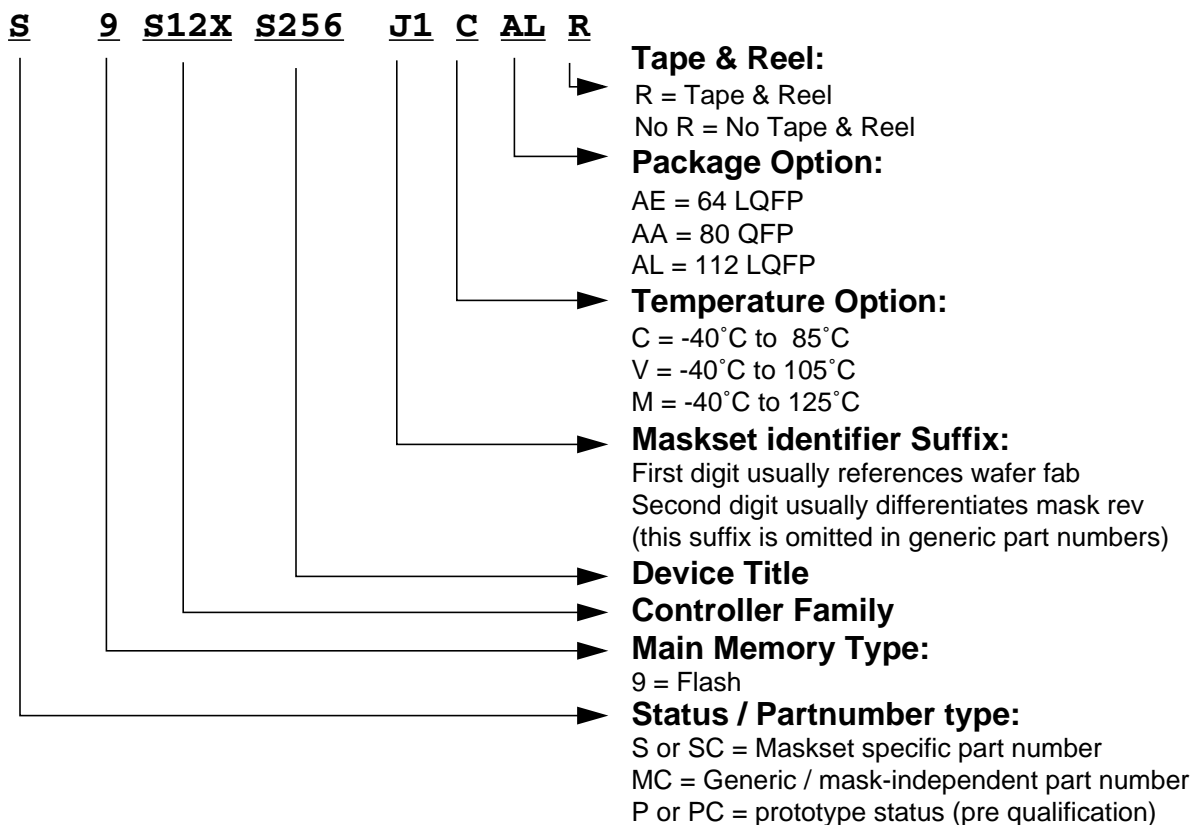 S 9 S12X S256 J1 C AL R
Tape & Reel:
R = Tape & Reel
No R = No Tape & Reel
Package Option:
AE = 64 LQFP
AA = 80 QFP
AL = 112 LQFP
Temperature Option:
C = -40˚C to 85˚C
V = -40˚C to 105˚C
M = -40˚C to 125˚C
Maskset identifier Suffix:
First digit usually references wafer fab
Second digit usually differentiates mask rev
(this suffix is omitted in generic part numbers)
Device Title
Controller Family
Main Memory Type:
9 = Flash
Status / Partnumber type:
S or SC = Maskset specific part number
MC = Generic / mask-independent part number
P or PC = prototype status (pre qualification)